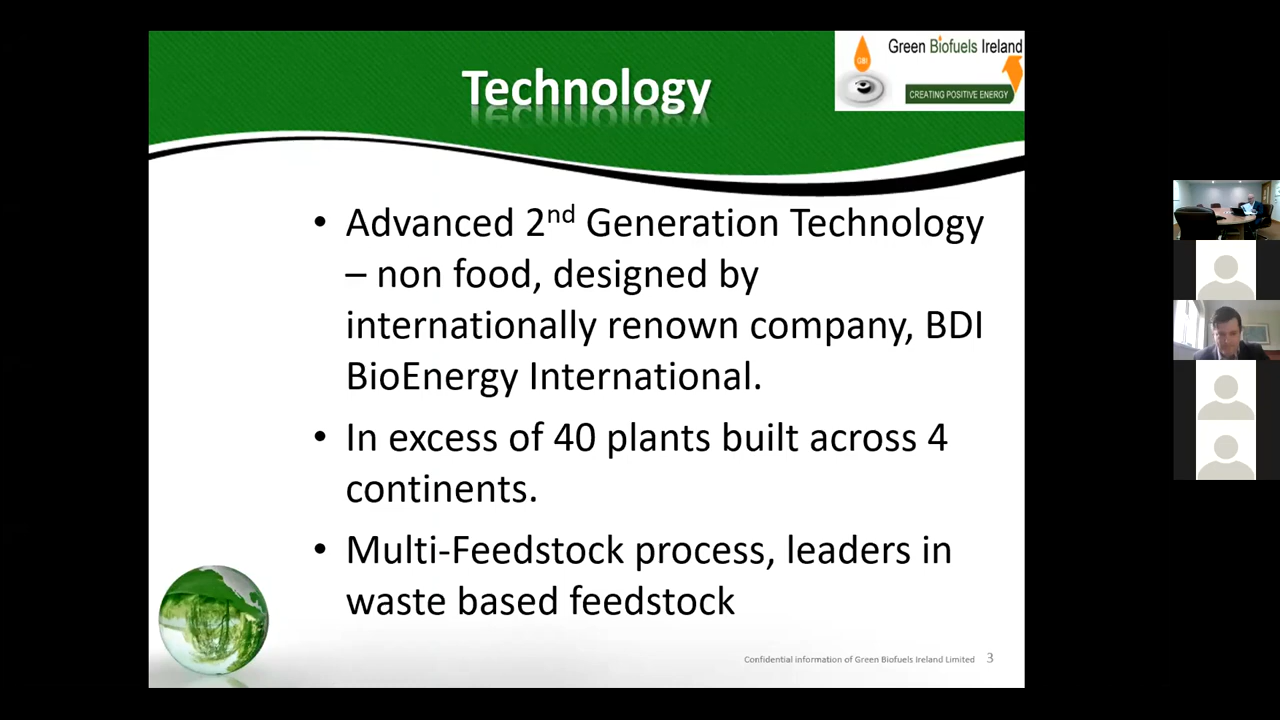 Technology
Green Biofuels Ireland
GBI
CREATING POSITIVE ENERGY
• Advanced 2nd Generation Technology
– non food, designed by
internationally renown company, BDI
BioEnergy International.
• In excess of 40 plants built across 4
continents.
• Multi-Feedstock process, leaders in
waste based feedstock
Confidential information of Green Biofuels Ireland Limited 3